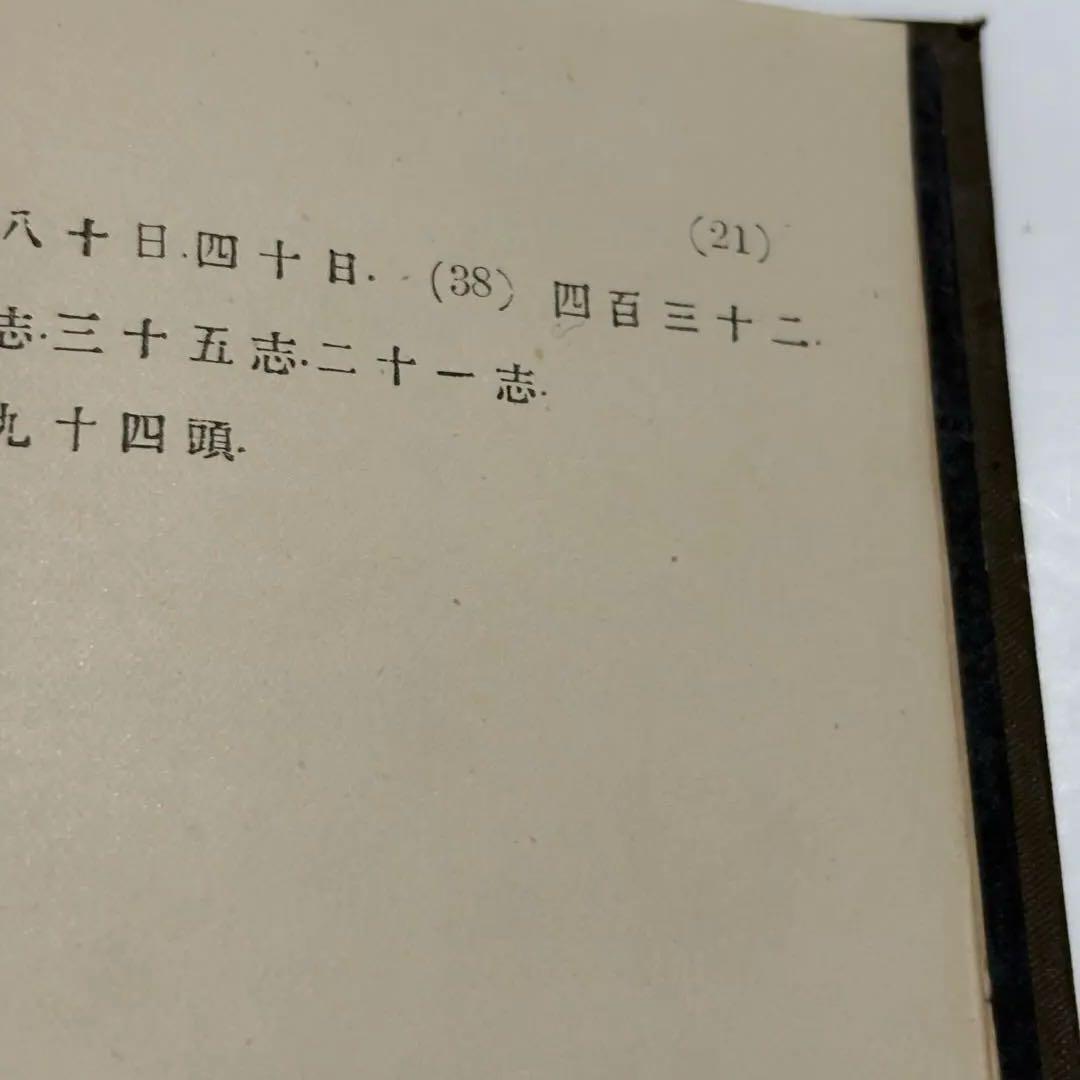 (21)
八十日.四十日. (38) 四百三十二.
志.三十五志.二十一志.
九十四頭.